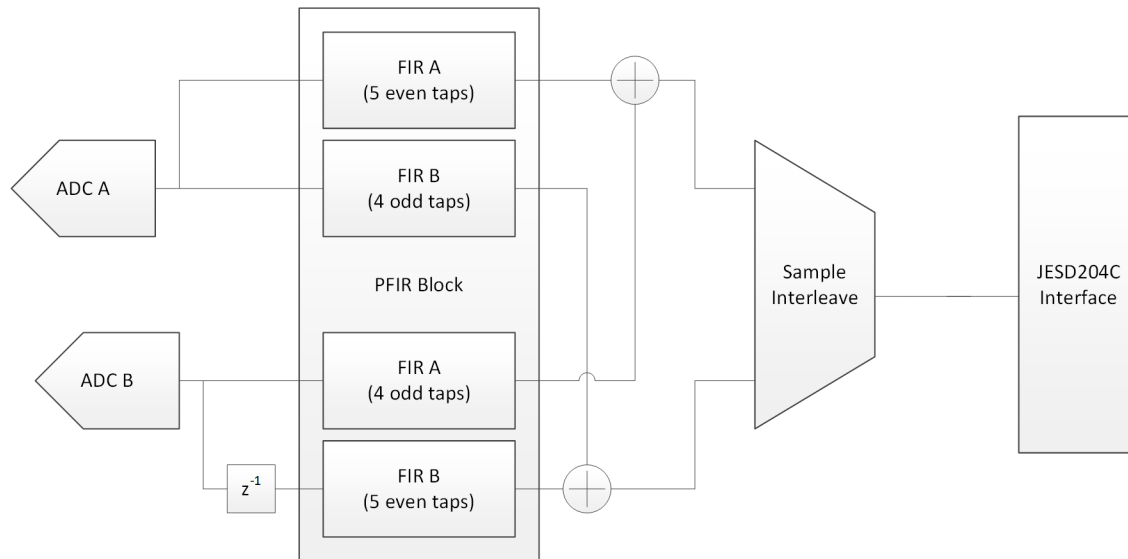 FIR A
(5 even taps)
ADC A
FIR B
(4 odd taps)
PFIR Block
Sample
Interleave
JESD204C
Interface
ADC B
FIR A
(4 odd taps)
z-1
FIR B
(5 even taps)